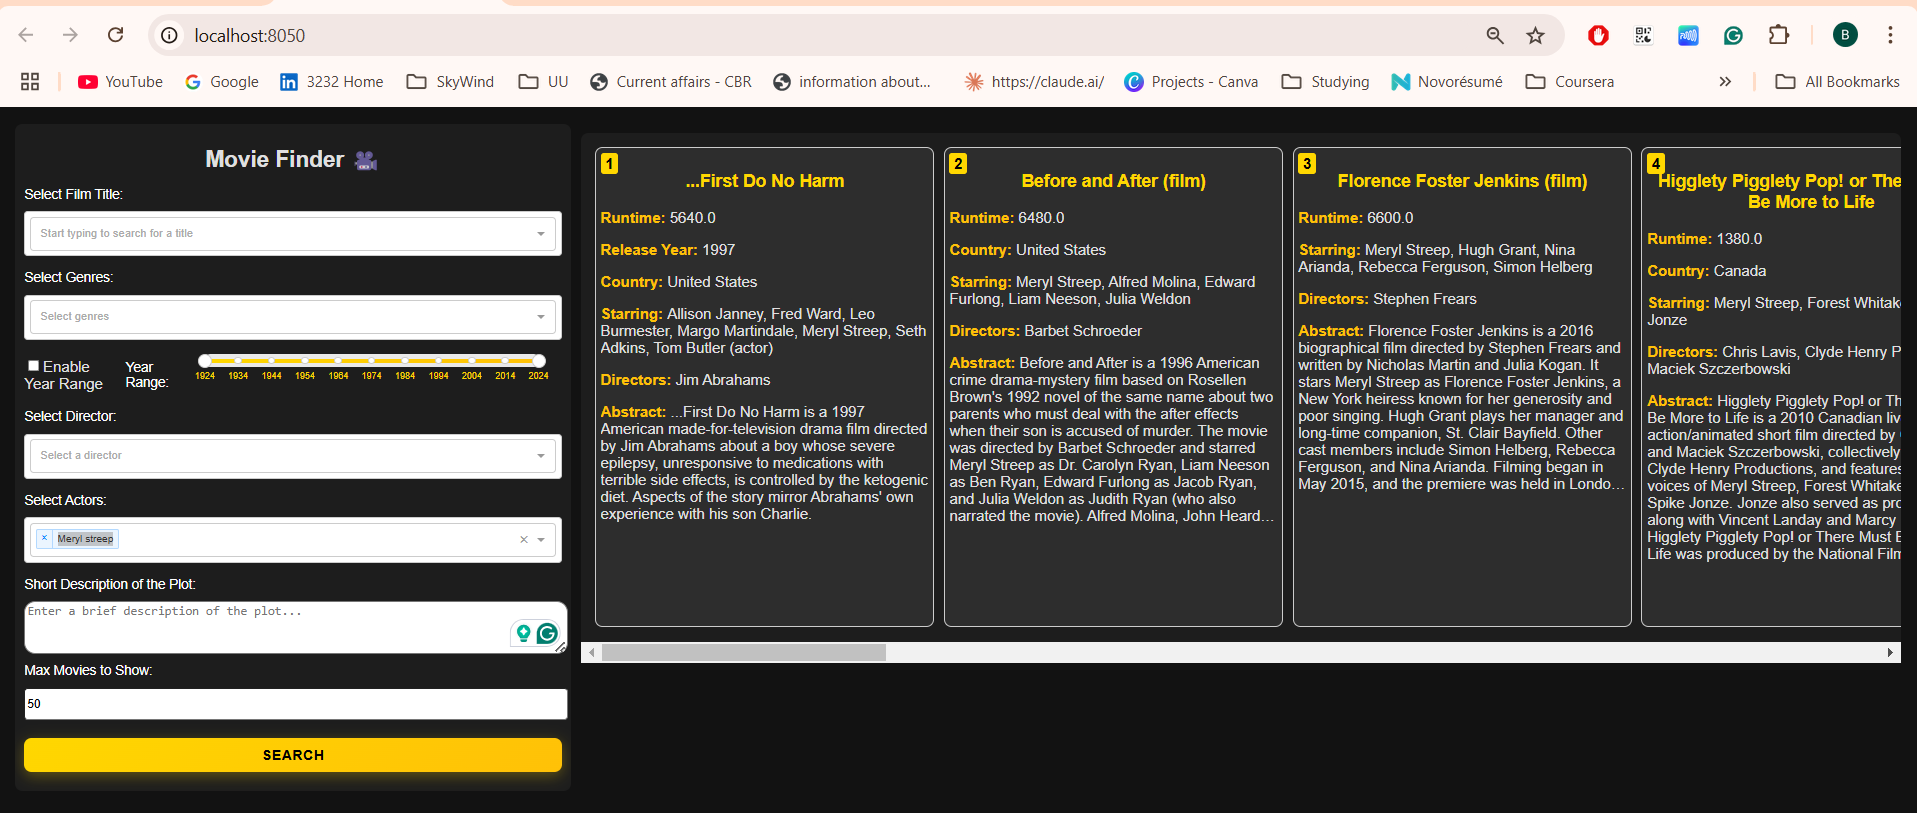 localhost:8050
B
YouTube
Google
3232 Home
SkyWind
UU
Current affairs - CBR
information about...
https://claude.ai/
Projects - Canva
Studying
Novorésumé
Coursera
»
All Bookmarks
Movie Finder
Select Film Title:
Start typing to search for a title
Select Genres:
Select genres
Enable
Year Range
Year
Range:
1924 1934 1944 1954 1964 1974 1984 1994 2004 2014 2024
Select Director:
Select a director
Select Actors:
× Meryl streep ×
Short Description of the Plot:
Enter a brief description of the plot...
Max Movies to Show:
50
SEARCH
1
...First Do No Harm
Runtime: 5640.0
Release Year: 1997
Country: United States
Starring: Allison Janney, Fred Ward, Leo
Burmester, Margo Martindale, Meryl Streep, Seth
Adkins, Tom Butler (actor)
Directors: Jim Abrahams
Abstract: ...First Do No Harm is a 1997
American made-for-television drama film directed
by Jim Abrahams about a boy whose severe
epilepsy, unresponsive to medications with
terrible side effects, is controlled by the ketogenic
diet. Aspects of the story mirror Abrahams' own
experience with his son Charlie.
2
Before and After (film)
Runtime: 6480.0
Country: United States
Starring: Meryl Streep, Alfred Molina, Edward
Furlong, Liam Neeson, Julia Weldon
Directors: Barbet Schroeder
Abstract: Before and After is a 1996 American
crime drama-mystery film based on Rosellen
Brown's 1992 novel of the same name about two
parents who must deal with the after effects
when their son is accused of murder. The movie
was directed by Barbet Schroeder and starred
Meryl Streep as Dr. Carolyn Ryan, Liam Neeson
as Ben Ryan, Edward Furlong as Jacob Ryan,
and Julia Weldon as Judith Ryan (who also
narrated the movie). Alfred Molina, John Heard...
3
Florence Foster Jenkins (film)
Runtime: 6600.0
Starring: Meryl Streep, Hugh Grant, Nina
Arianda, Rebecca Ferguson, Simon Helberg
Directors: Stephen Frears
Abstract: Florence Foster Jenkins is a 2016
biographical film directed by Stephen Frears and
written by Nicholas Martin and Julia Kogan. It
stars Meryl Streep as Florence Foster Jenkins, a
New York heiress known for her generosity and
poor singing. Hugh Grant plays her manager and
long-time companion, St. Clair Bayfield. Other
cast members include Simon Helberg, Rebecca
Ferguson, and Nina Arianda. Filming began in
May 2015, and the premiere was held in Londo...
4
Higglety Pigglety Pop! or The
Be More to Life
Runtime: 1380.0
Country: Canada
Starring: Meryl Streep, Forest Whitak
Jonze
Directors: Chris Lavis, Clyde Henry P
Maciek Szczerbowski
Abstract: Higglety Pigglety Pop! or Th
Be More to Life is a 2010 Canadian liv
action/animated short film directed by
and Maciek Szczerbowski, collectively
Clyde Henry Productions, and features
voices of Meryl Streep, Forest Whitake
Spike Jonze. Jonze also served as pro
along with Vincent Landay and Marcy
Higglety Pigglety Pop! or There Must B
Life was produced by the National Film